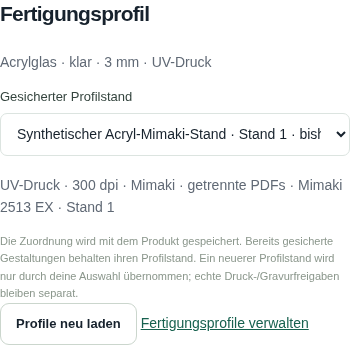 Fertigungsprofil
Acrylglas · klar · 3 mm · UV-Druck
Gesicherter Profilstand
Synthetischer Acryl-Mimaki-Stand · Stand 1 · bish
UV-Druck · 300 dpi · Mimaki · getrennte PDFs · Mimaki
2513 EX · Stand 1
Die Zuordnung wird mit dem Produkt gespeichert. Bereits gesicherte
Gestaltungen behalten ihren Profilstand. Ein neuerer Profilstand wird
nur durch deine Auswahl übernommen; echte Druck-/Gravurfreigaben
bleiben separat.
Profile neu laden Fertigungsprofile verwalten